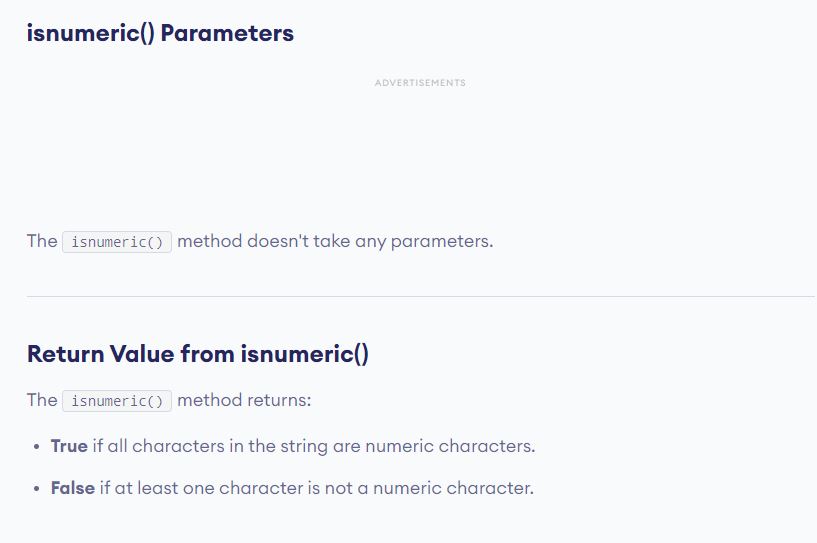 isnumeric() Parameters
ADVERTISEMENTS
The isnumeric() method doesn't take any parameters.
Return Value from isnumeric()
The isnumeric() method returns:
• True if all characters in the string are numeric characters.
• False if at least one character is not a numeric character.